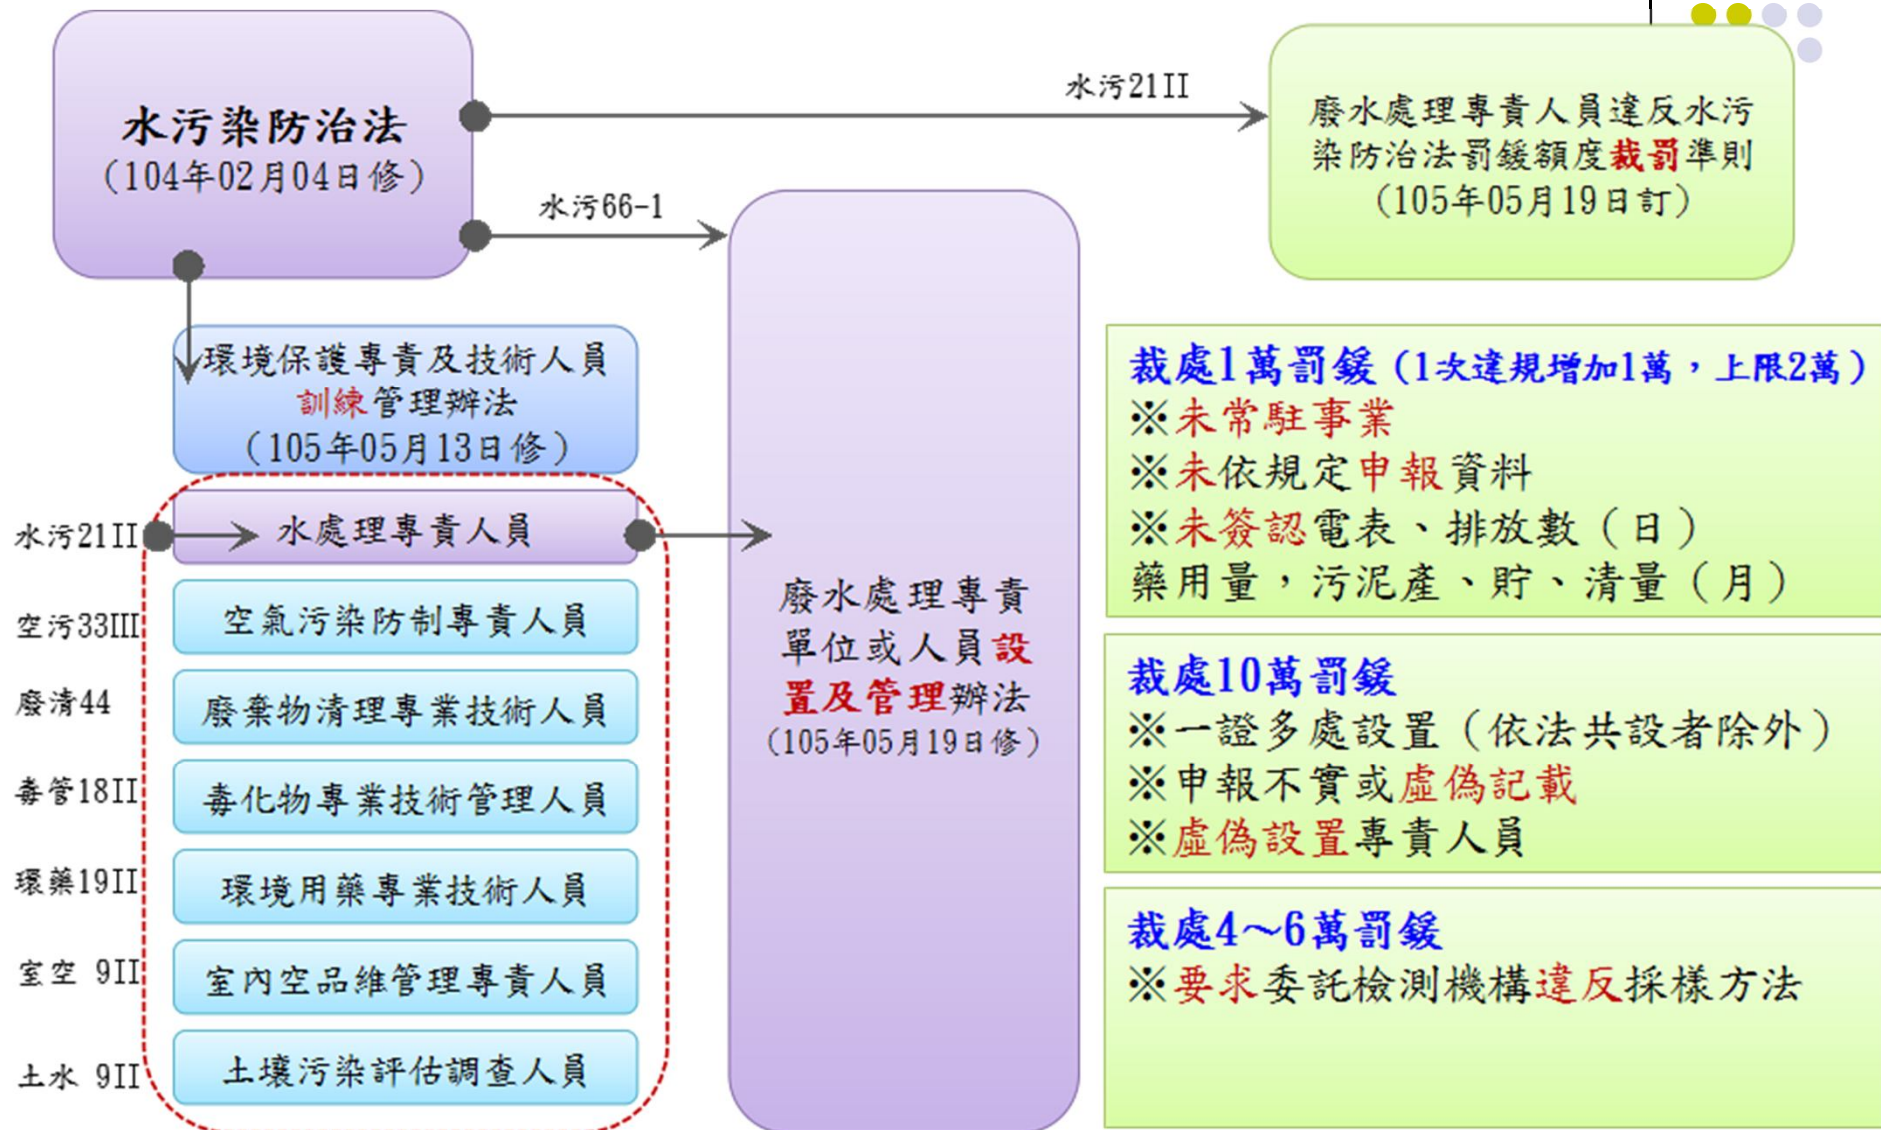 水污染防治法
（104年02月04日修）
水污21II
廢水處理專責人員違反水污
染防治法罰鍰額度裁罰準則
（105年05月19日訂）
水污66-1
環境保護專責及技術人員
訓練管理辦法
（105年05月13日修）
水污21II
水處理專責人員
空污33III
空氣污染防制專責人員
廢清44
廢棄物清理專業技術人員
毒管18II
毒化物專業技術管理人員
環藥19II
環境用藥專業技術人員
室空 9II
室內空品維管理專責人員
土水 9II
土壤污染評估調查人員
廢水處理專責
單位或人員設
置及管理辦法
（105年05月19日修）
裁處1萬罰鍰（1次違規增加1萬，上限2萬）
※未常駐事業
※未依規定申報資料
※未簽認電表、排放數（日）
藥用量，污泥產、貯、清量（月）
裁處10萬罰鍰
※一證多處設置（依法共設者除外）
※申報不實或虛偽記載
※虛偽設置專責人員
裁處4～6萬罰鍰
※要求委託檢測機構違反採樣方法